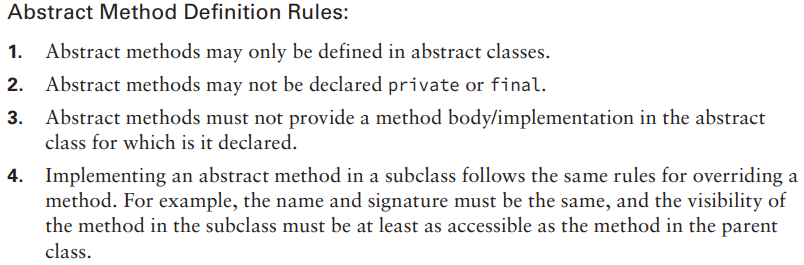 Abstract Method Definition Rules:
1. Abstract methods may only be defined in abstract classes.
2. Abstract methods may not be declared private or final.
3. Abstract methods must not provide a method body/implementation in the abstract
class for which is it declared.
4. Implementing an abstract method in a subclass follows the same rules for overriding a
method. For example, the name and signature must be the same, and the visibility of
the method in the subclass must be at least as accessible as the method in the parent
class.